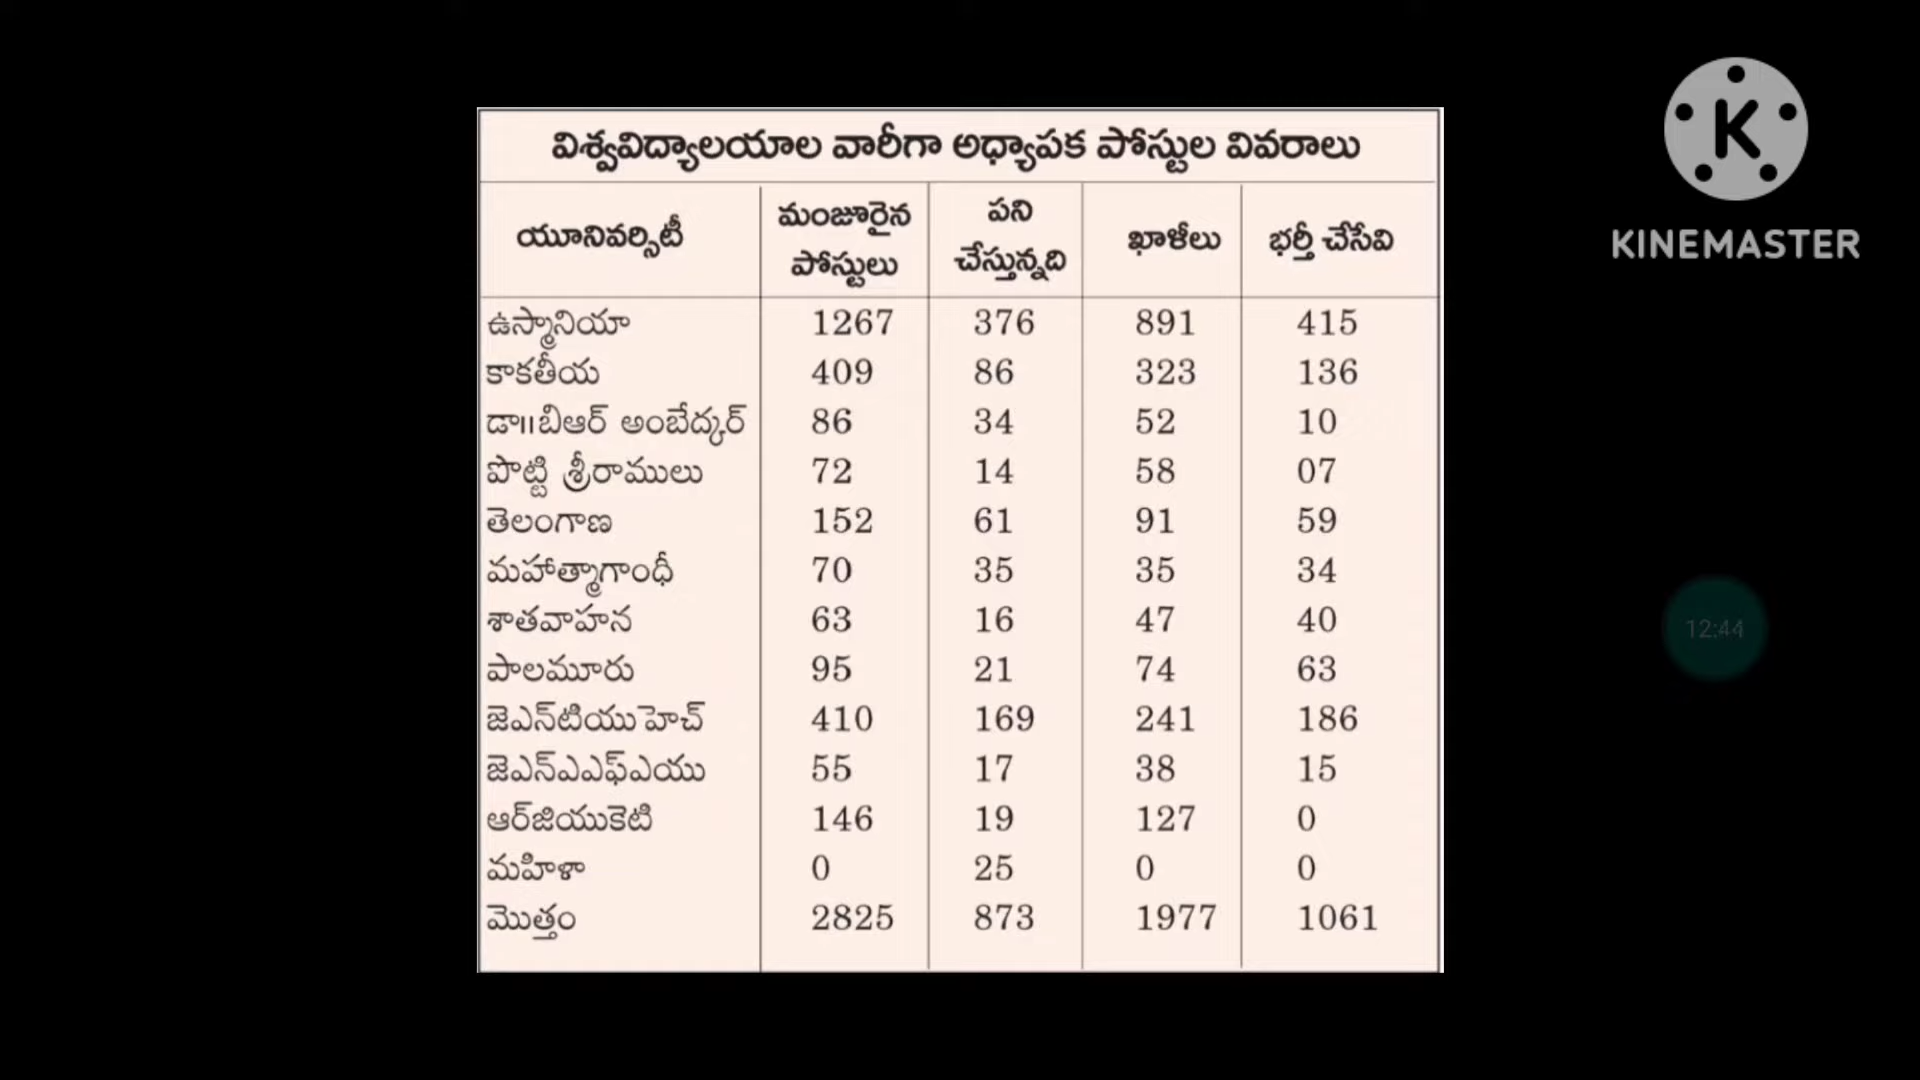 విశ్వవిద్యాలయాల వారీగా అధ్యాపక పోస్టుల వివరాలు
యూనివర్సిటీ మంజూరైన పోస్టులు పని చేస్తున్నది ఖాళీలు భర్తీ చేసేవి
ఉస్మానియా 1267 376 891 415
కాకతీయ 409 86 323 136
డా॥బిఆర్ అంబేద్కర్ 86 34 52 10
పొట్టి శ్రీరాములు 72 14 58 07
తెలంగాణ 152 61 91 59
మహాత్మాగాంధీ 70 35 35 34
శాతవాహన 63 16 47 40
పాలమూరు 95 21 74 63
జెఎన్‌టియుహెచ్ 410 169 241 186
జెఎన్ఎఎఫ్ఎయు 55 17 38 15
ఆర్‌జియుకెటి 146 19 127 0
మహిళా 0 25 0 0
మొత్తం 2825 873 1977 1061
K
KINEMASTER
12:44